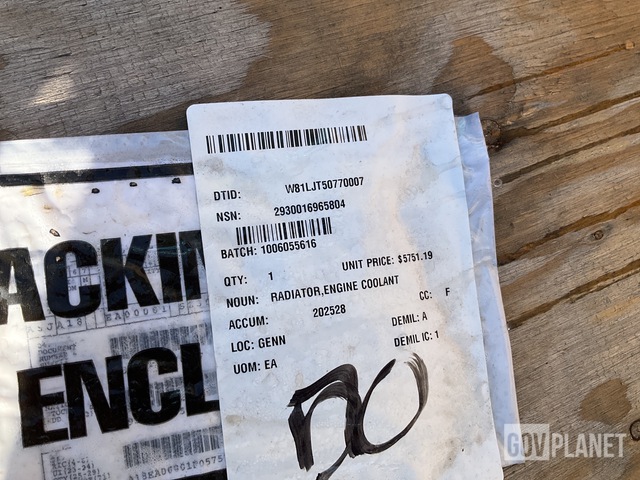 DTID: W81LJT50770007
NSN: 2930016965804
BATCH: 1006055616
QTY: 1 UNIT PRICE: $5751.19
NOUN: RADIATOR,ENGINE COOLANT
ACCUM: 202528 CC: F
LOC: GENN DEMIL: A
UOM: EA DEMIL IC: 1
ACKIN
ENCL
GOVPLANET